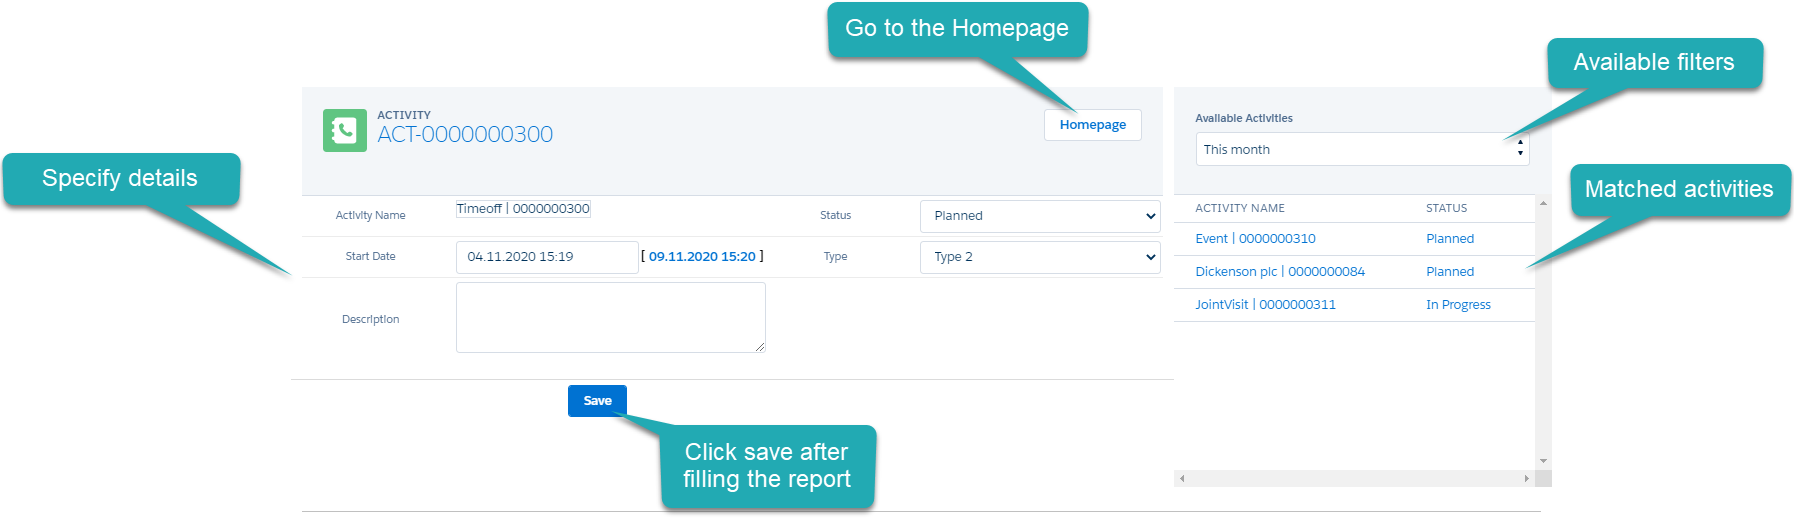 Go to the Homepage
Available filters
ACTIVITY
ACT-0000000300
Homepage
Available Activities
This month
Specify details
Matched activities
Activity Name
Timeoff | 0000000300
Status
Planned
ACTIVITY NAME
STATUS
Event | 0000000310
Planned
Start Date
04.11.2020 15:19
[ 09.11.2020 15:20 ]
Type
Type 2
Dickenson plc | 0000000084
Planned
JointVisit | 0000000311
In Progress
Description
Save
Click save after
filling the report